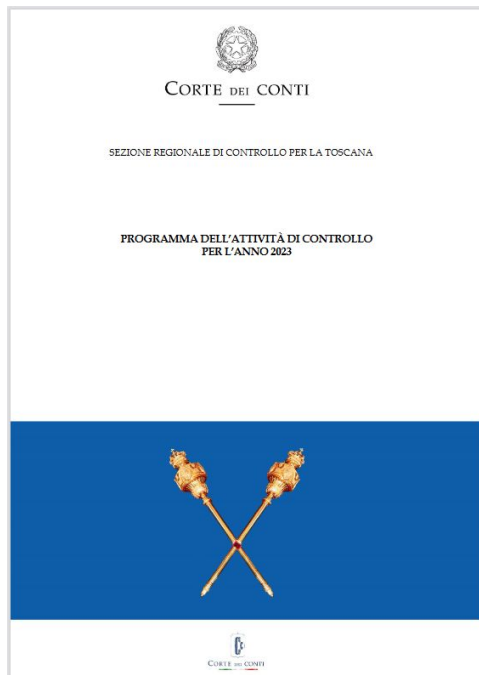 CORTE DEI CONTI
SEZIONE REGIONALE DI CONTROLLO PER LA TOSCANA
PROGRAMMA DELL'ATTIVITÀ DI CONTROLLO
PER L'ANNO 2023
CORTE DEI CONTI